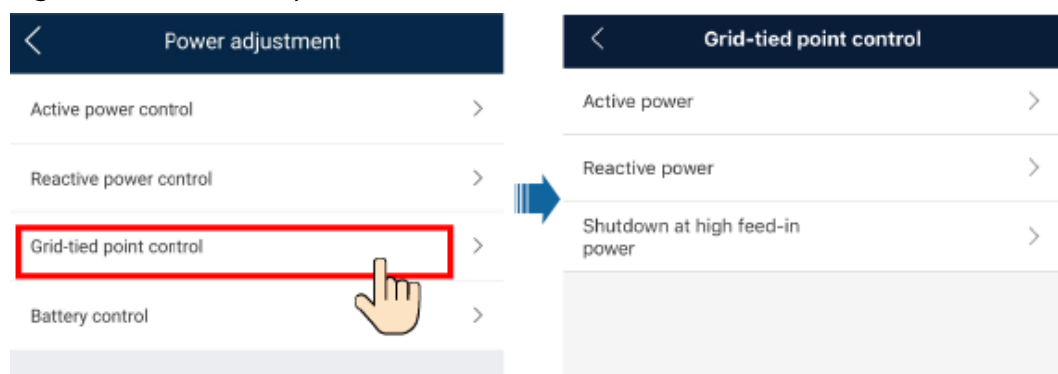 Power adjustment
Active power control
Reactive power control
Grid-tied point control
Battery control
Grid-tied point control
Active power
Reactive power
Shutdown at high feed-in
power